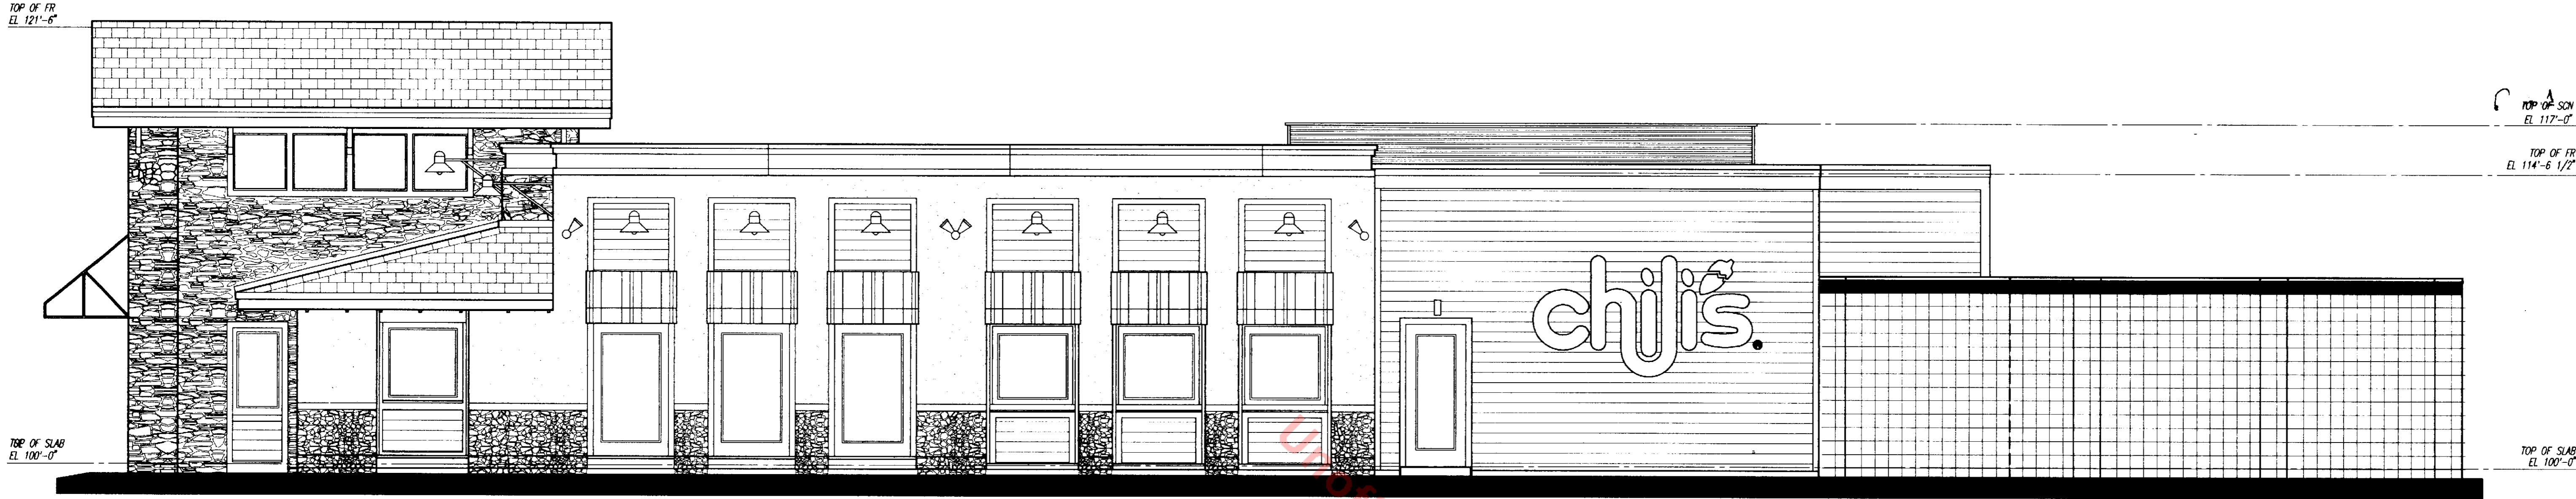 TOP OF FR
EL 121'-6"
TOP OF SCN
EL 117'-0"
TOP OF FR
EL 114'-6 1/2"
chili's®
TOP OF SLAB
EL 100'-0"
TOP OF SLAB
EL 100'-0"
Unof